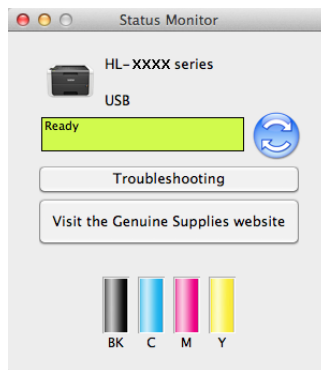 Status Monitor
HL-XXXX series
USB
Ready
Troubleshooting
Visit the Genuine Supplies website
BK C M Y